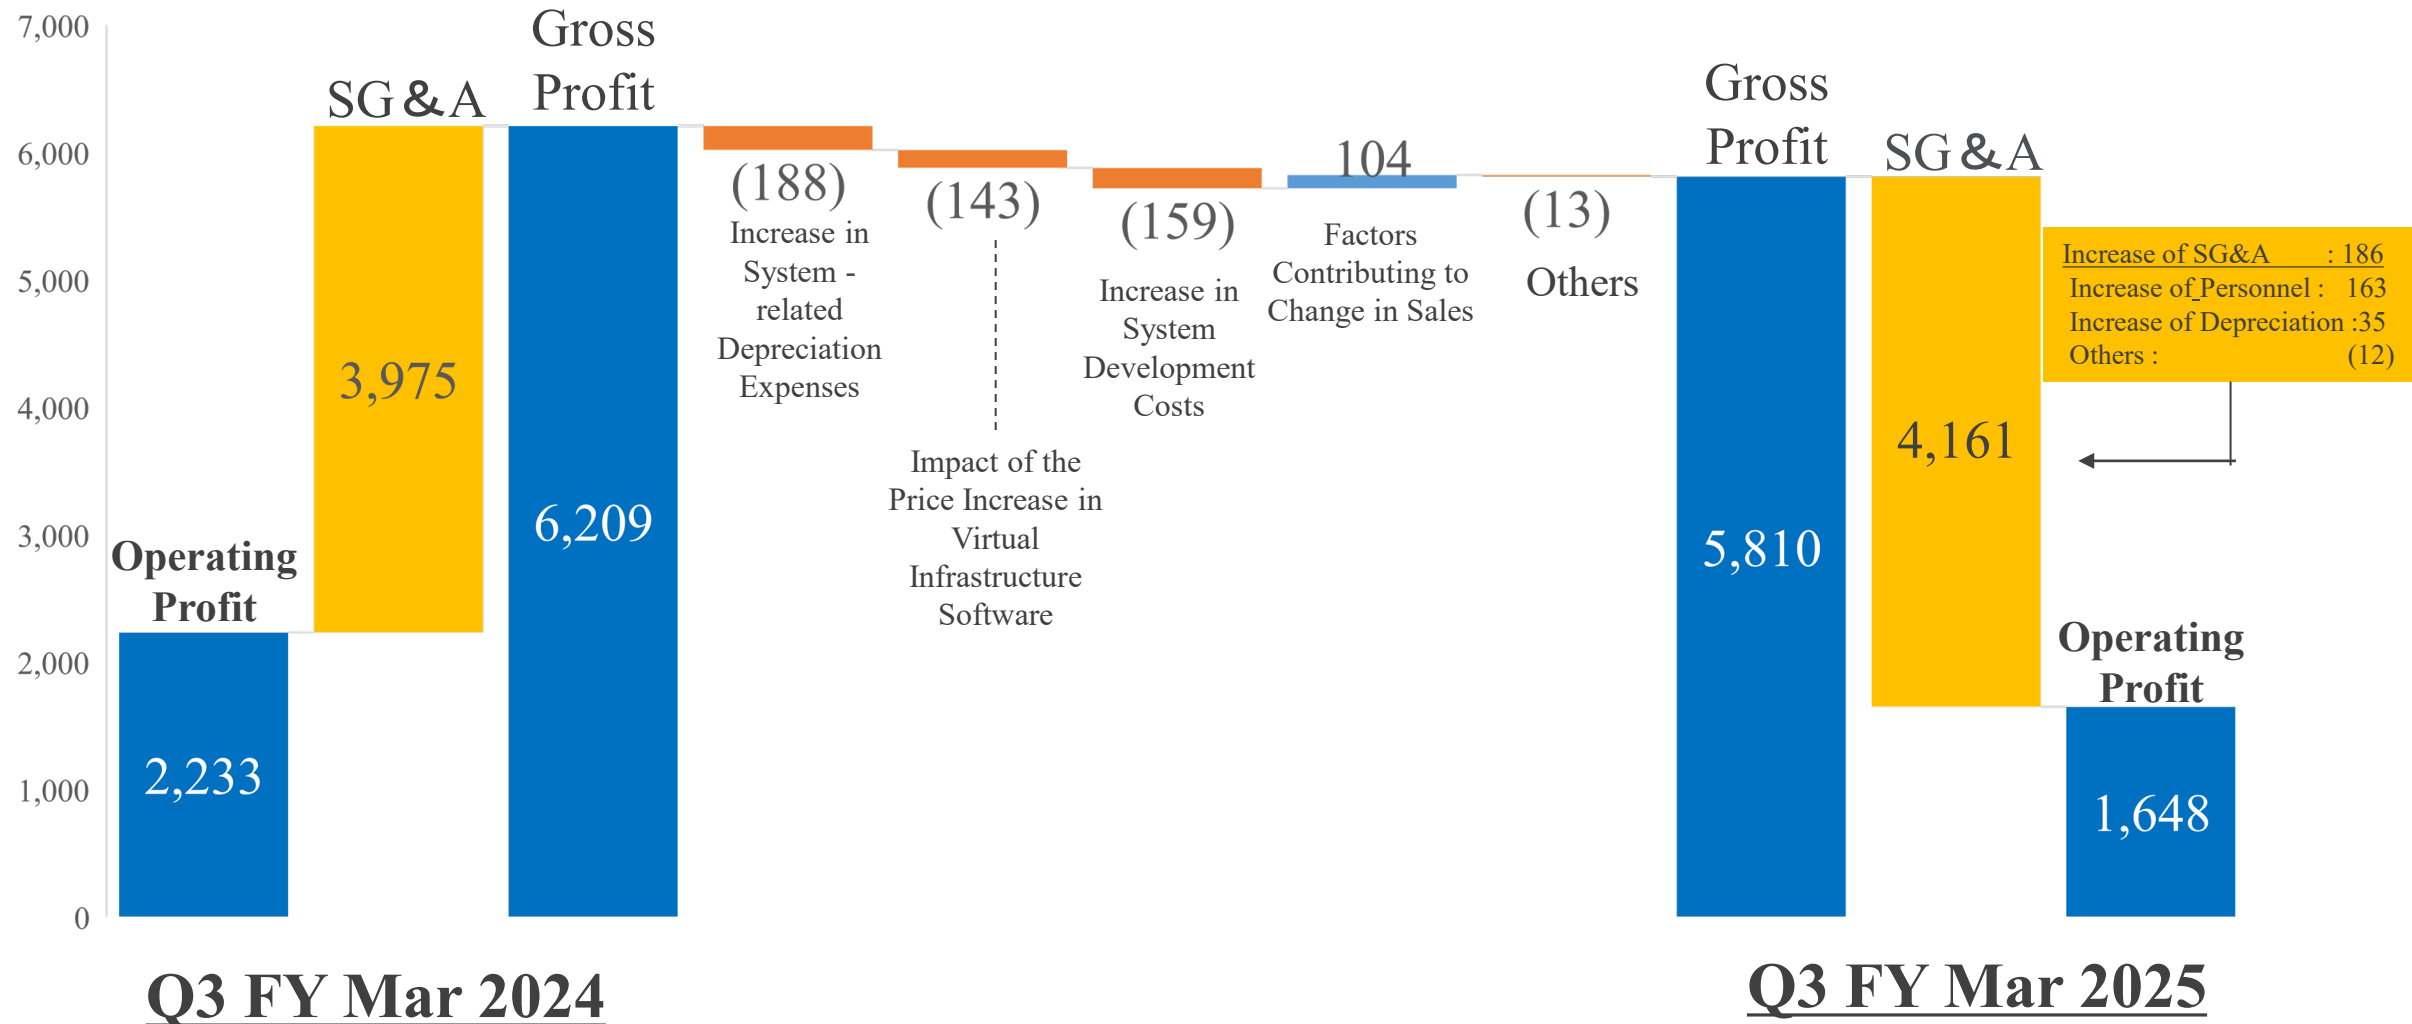 7,000
6,000
5,000
4,000
3,000
2,000
1,000
0
Operating
Profit
2,233
SG&A
3,975
Gross
Profit
6,209
(188)
Increase in
System -
related
Depreciation
Expenses
(143)
Impact of the
Price Increase in
Virtual
Infrastructure
Software
(159)
Increase in
System
Development
Costs
104
Factors
Contributing to
Change in Sales
(13)
Others
Gross
Profit
5,810
SG&A
4,161
Increase of SG&A : 186
Increase of Personnel : 163
Increase of Depreciation :35
Others : (12)
Operating
Profit
1,648
Q3 FY Mar 2024
Q3 FY Mar 2025